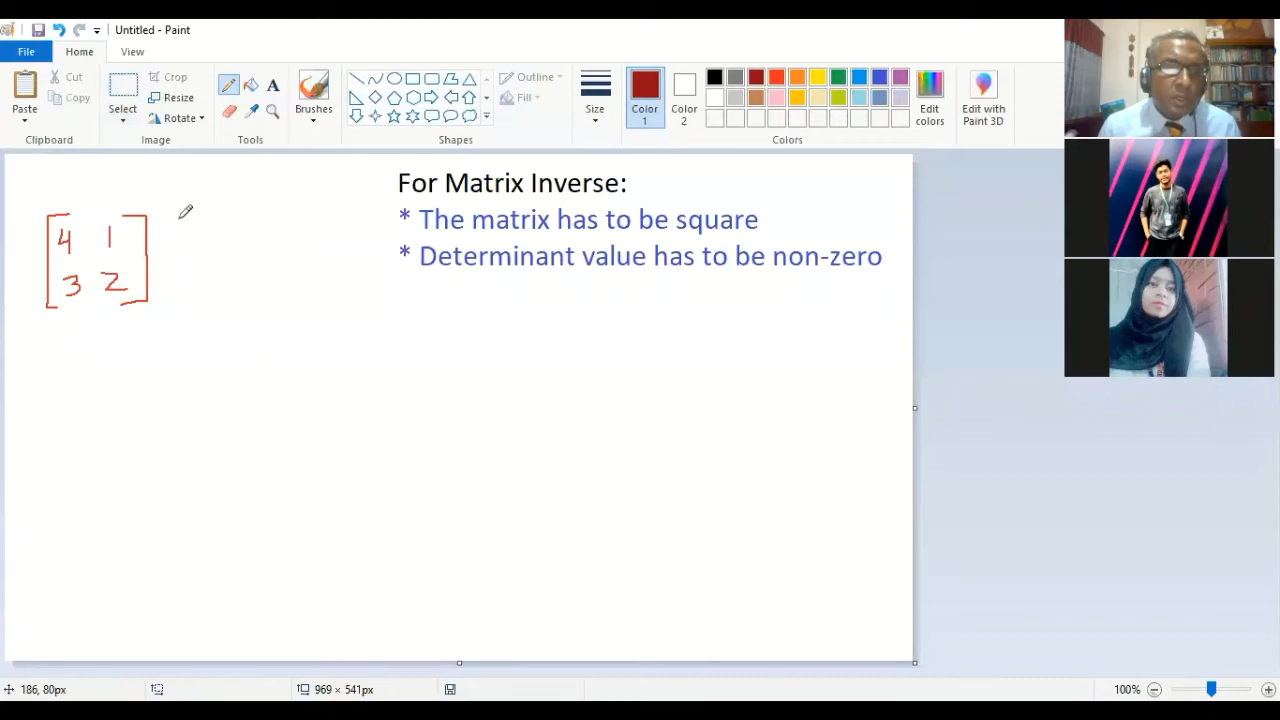 Untitled - Paint
File
Home
View
Paste
Cut
Copy
Clipboard
Select
Crop
Resize
Rotate
Image
A
Tools
Brushes
Shapes
Outline
Fill
Size
Color 1
Color 2
Edit colors
Edit with Paint 3D
Colors
For Matrix Inverse:
* The matrix has to be square
* Determinant value has to be non-zero
4 1
3 2
186, 80px
969 × 541px
100%